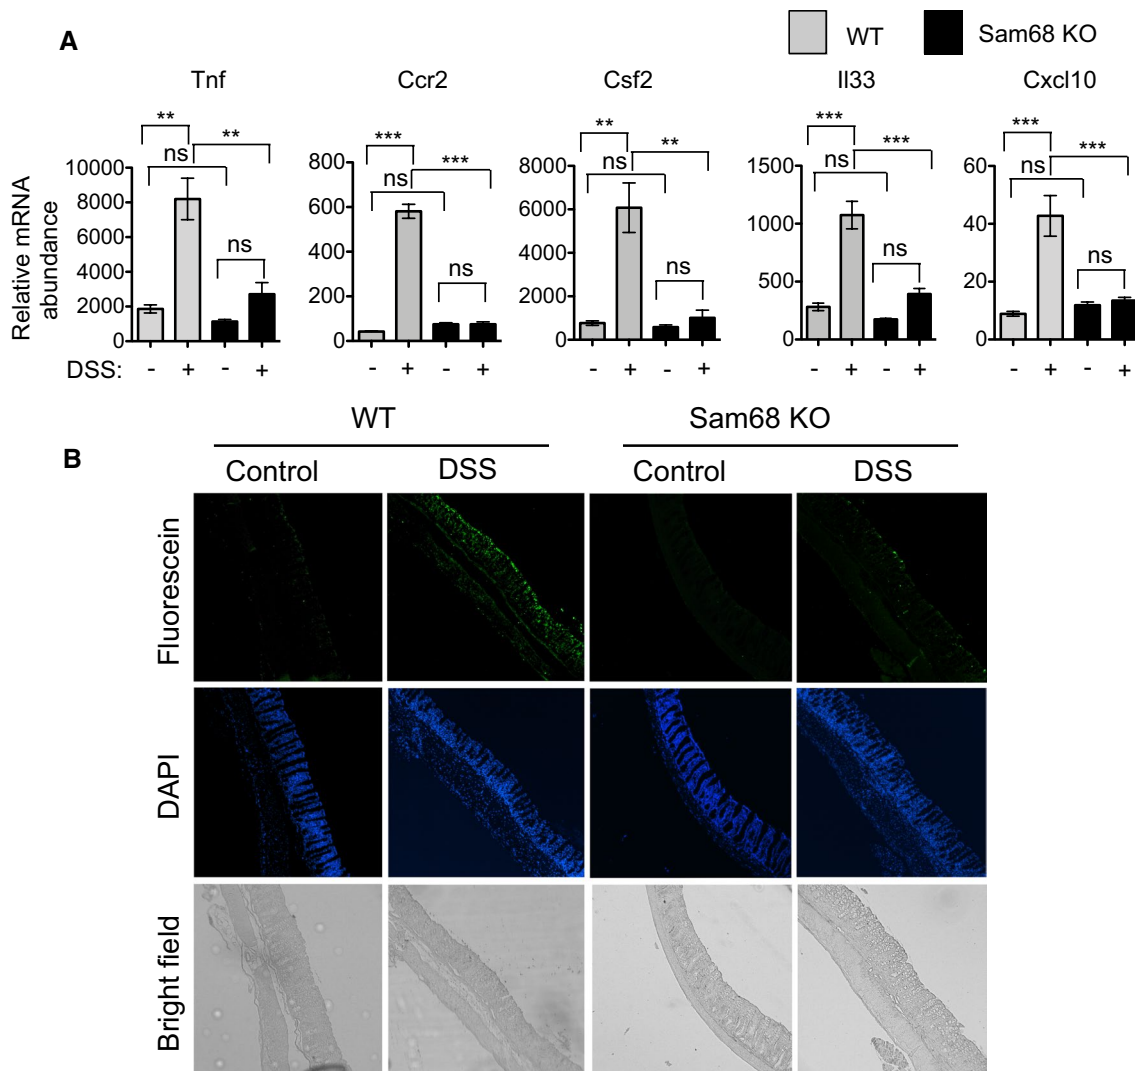 A
WT
Sam68 KO
Tnf
Ccr2
Csf2
Il33
Cxcl10
** ** ns ns
*** *** ns ns
** ** ns ns
*** *** ns ns
*** *** ns ns
Relative mRNA
abundance
10000
8000
6000
4000
2000
0
800
600
400
200
0
8000
6000
4000
2000
0
1500
1000
500
0
60
40
20
0
DSS: - + - + - + - + - + - + - + - + - + - +
WT
Sam68 KO
B
Control
DSS
Control
DSS
Fluorescein
DAPI
Bright field